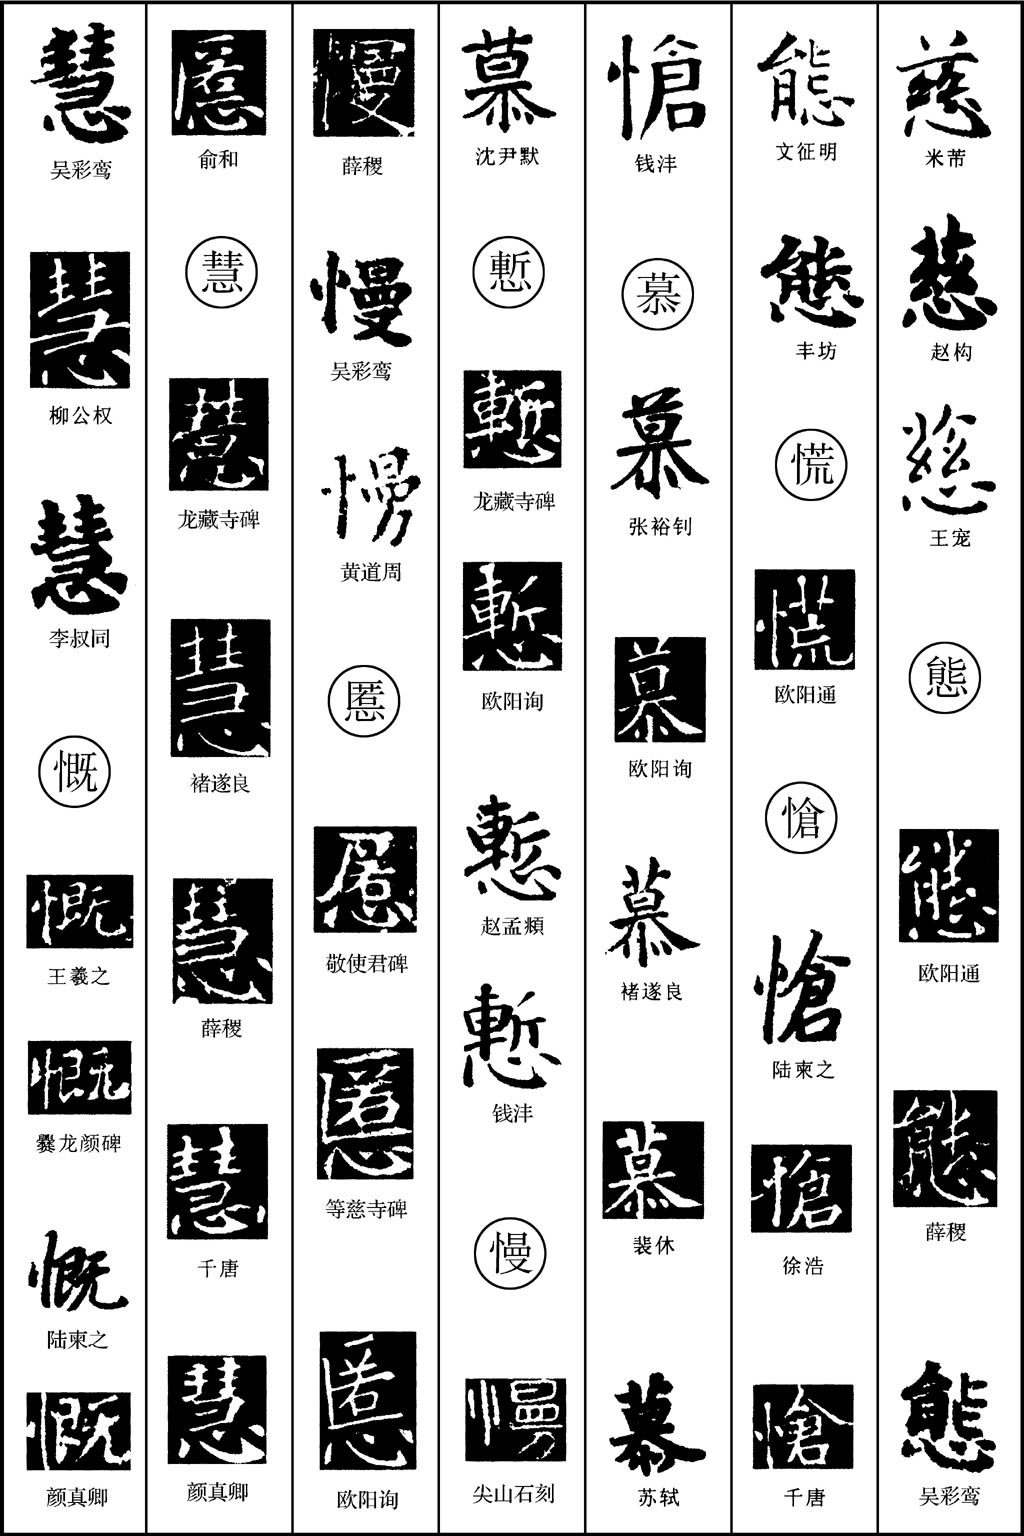 慈
米芾
慈
赵构
慈
王宠
態
態
欧阳通
態
薛稷
態
吴彩鸾
態
文征明
態
丰坊
慌
慌
欧阳通
愴
愴
陆柬之
愴
徐浩
愴
千唐
愴
钱沣
慕
慕
张裕钊
慕
欧阳询
慕
褚遂良
慕
裴休
慕
苏轼
慕
沈尹默
慙
慙
龙藏寺碑
慙
欧阳询
慙
赵孟頫
慙
钱沣
慢
慢
尖山石刻
慢
薛稷
慢
吴彩鸾
慢
黄道周
慝
慝
敬使君碑
慝
等慈寺碑
慝
欧阳询
慝
俞和
慧
慧
龙藏寺碑
慧
褚遂良
慧
薛稷
慧
千唐
慧
颜真卿
慧
吴彩鸾
慧
柳公权
慧
李叔同
慨
慨
王羲之
慨
爨龙颜碑
慨
陆柬之
慨
颜真卿